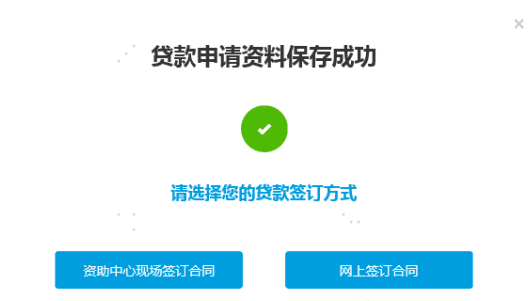 贷款申请资料保存成功
请选择您的贷款签订方式
资助中心现场签订合同
网上签订合同